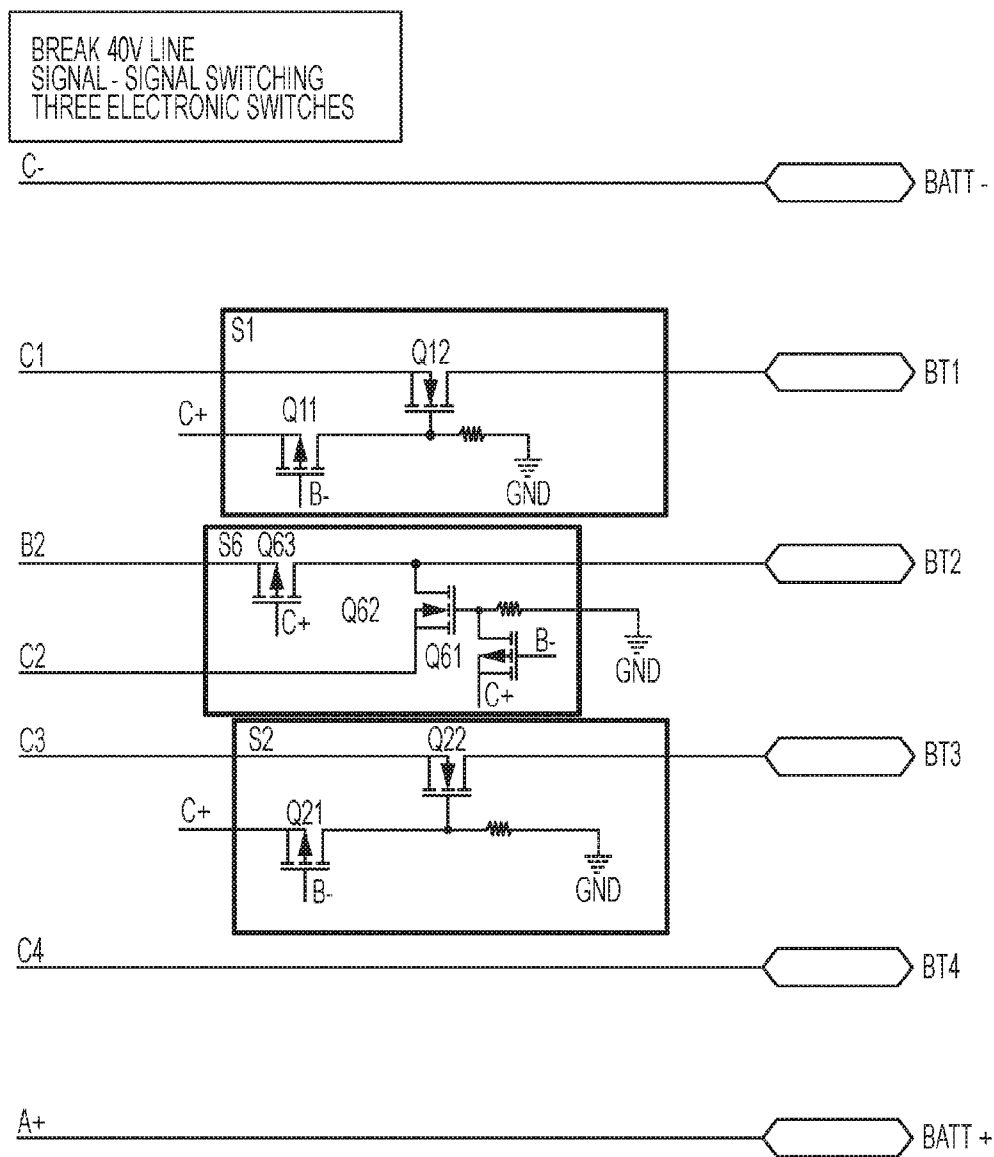 BREAK 40V LINE
SIGNAL - SIGNAL SWITCHING
THREE ELECTRONIC SWITCHES
C-
BATT -
S1
C1
Q12
BT1
C+
Q11
B-
GND
B2
S6 Q63
BT2
C+
Q62
C2
Q61
B-
C+
GND
C3
S2
Q22
BT3
C+
Q21
B-
GND
C4
BT4
A+
BATT +